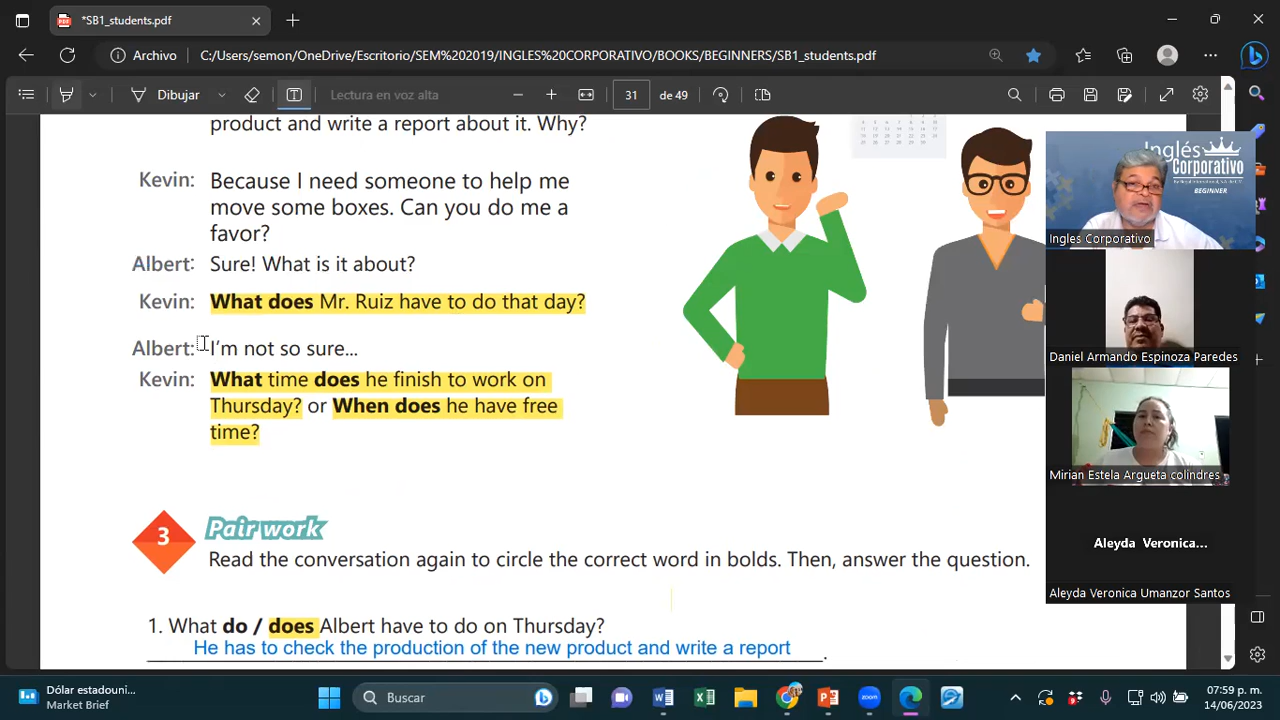 *SB1_students.pdf
Archivo
C:/Users/semon/OneDrive/Escritorio/SEM%202019/INGLES%20CORPORATIVO/BOOKS/BEGINNERS/SB1_students.pdf
Dibujar
Lectura en voz alta
31
de 49
product and write a report about it. Why?
Kevin: Because I need someone to help me
move some boxes. Can you do me a
favor?
Albert: Sure! What is it about?
Kevin: What does Mr. Ruiz have to do that day?
Albert: I'm not so sure...
Kevin: What time does he finish to work on
Thursday? or When does he have free
time?
3 Pair work
Read the conversation again to circle the correct word in bolds. Then, answer the question.
1. What do / does Albert have to do on Thursday?
He has to check the production of the new product and write a report
Inglés
Corporativo
BEGINNER
Ingles Corporativo
Daniel Armando Espinoza Paredes
Mirian Estela Argueta colindres
Aleyda Veronica...
Aleyda Veronica Umanzor Santos
Dólar estadouni...
Market Brief
Buscar
07:59 p. m.
14/06/2023